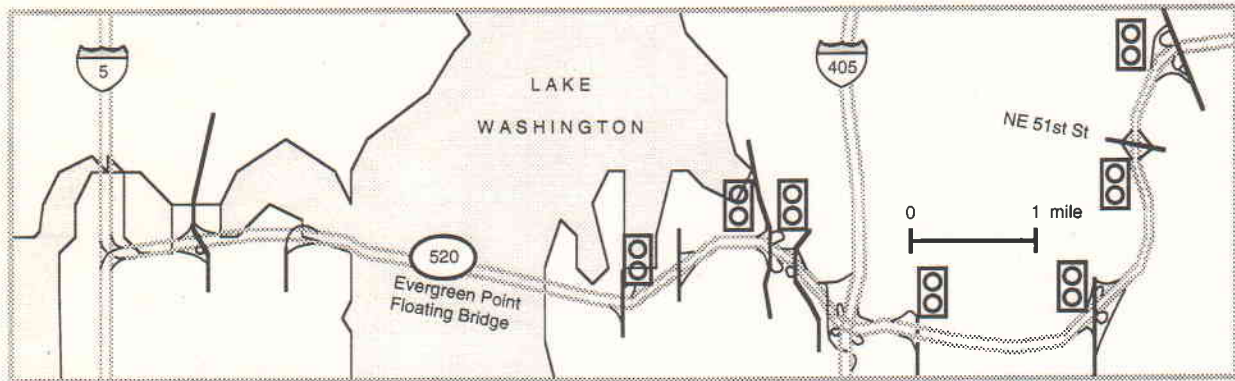 5
LAKE
WASHINGTON
405
NE 51st St
0 1 mile
520
Evergreen Point
Floating Bridge